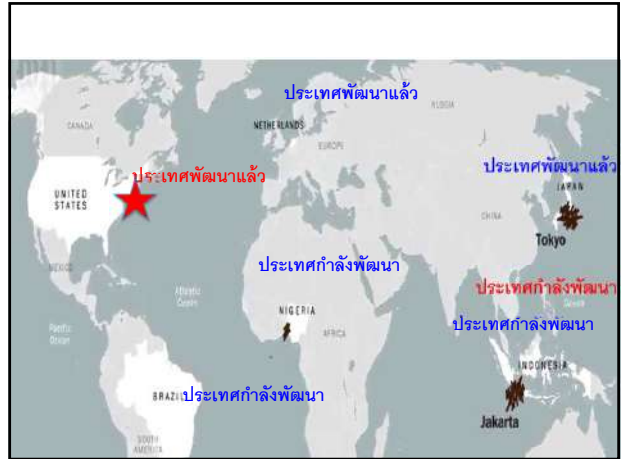 ประเทศพัฒนาแล้ว
RUSSIA
CANADA
NETHERLANDS
EUROPE
ประเทศพัฒนาแล้ว
ประเทศพัฒนาแล้ว
UNITED
STATES
JAPAN
CHINA
Tokyo
MEXICO
ประเทศกำลังพัฒนา
ประเทศกำลังพัฒนา
Atlantic
Ocean
Ocean
NIGERIA
ประเทศกำลังพัฒนา
Pacific
Ocean
AFRICA
INDONESIA
BRAZIL
ประเทศกำลังพัฒนา
Jakarta
SOUTH
AMERICA